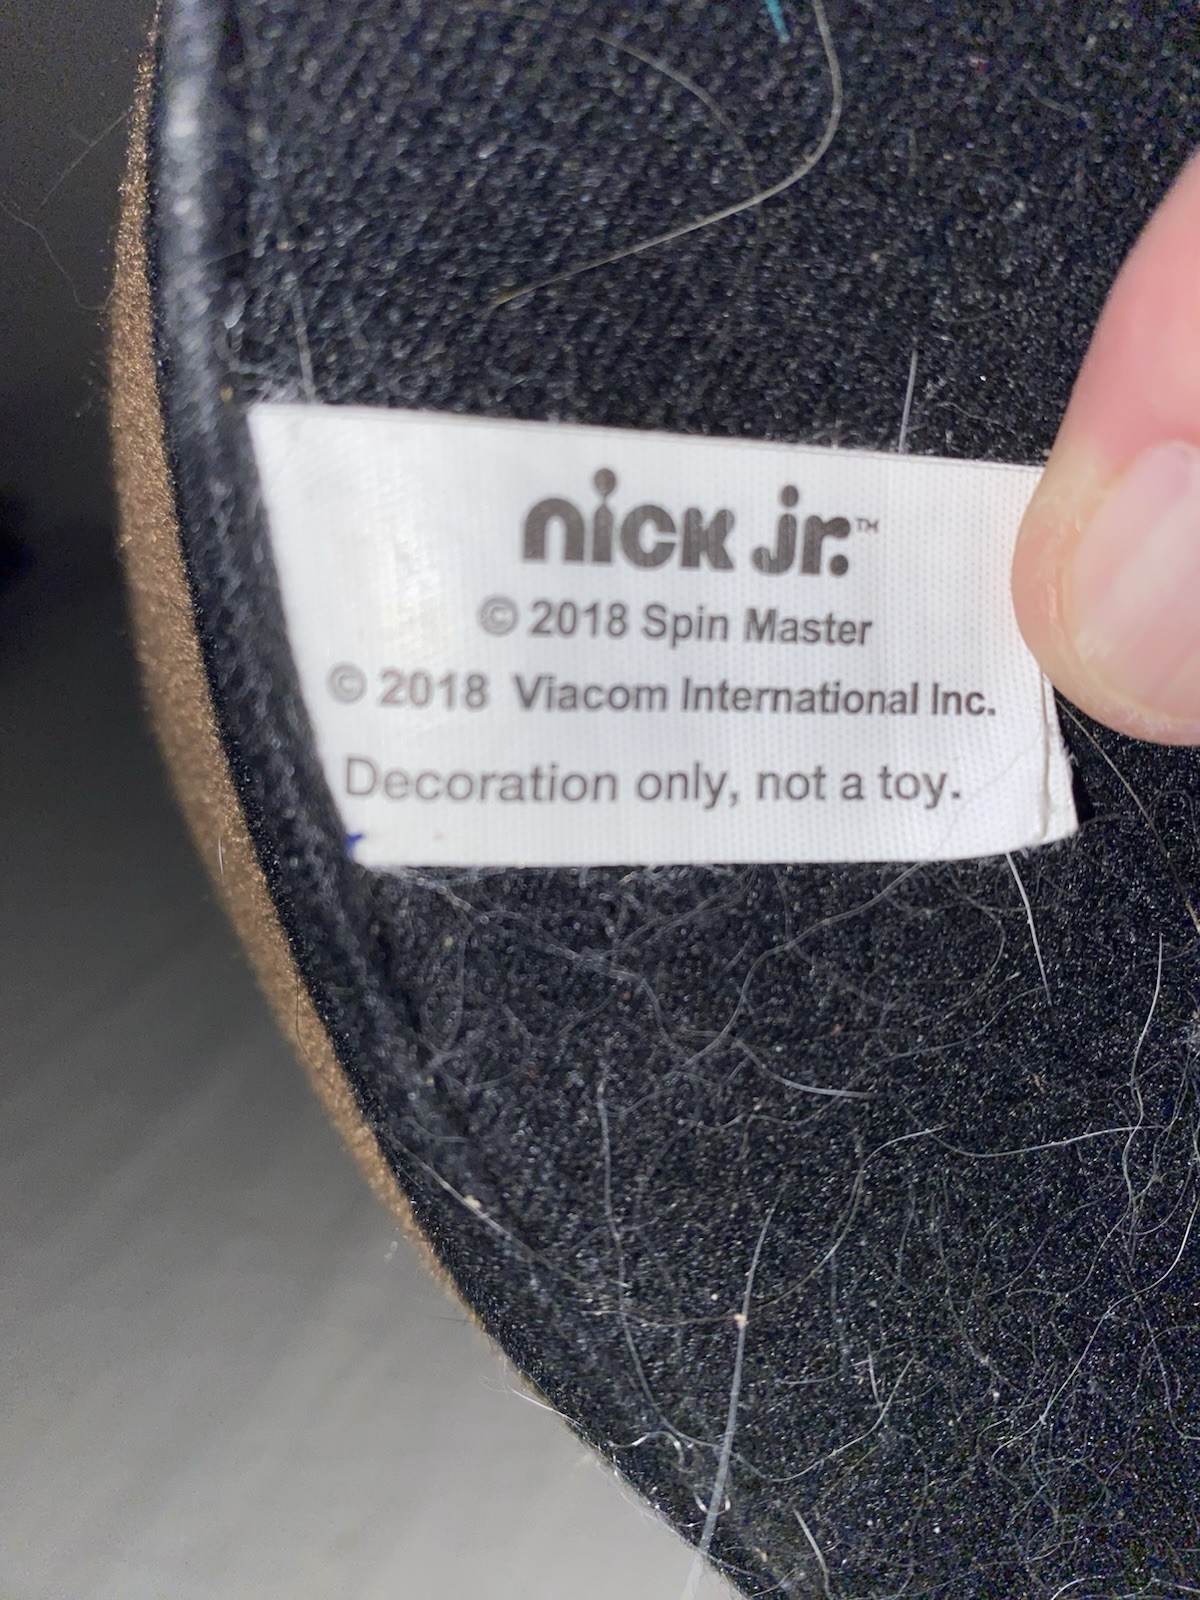 nick jr.™
© 2018 Spin Master
© 2018 Viacom International Inc.
Decoration only, not a toy.